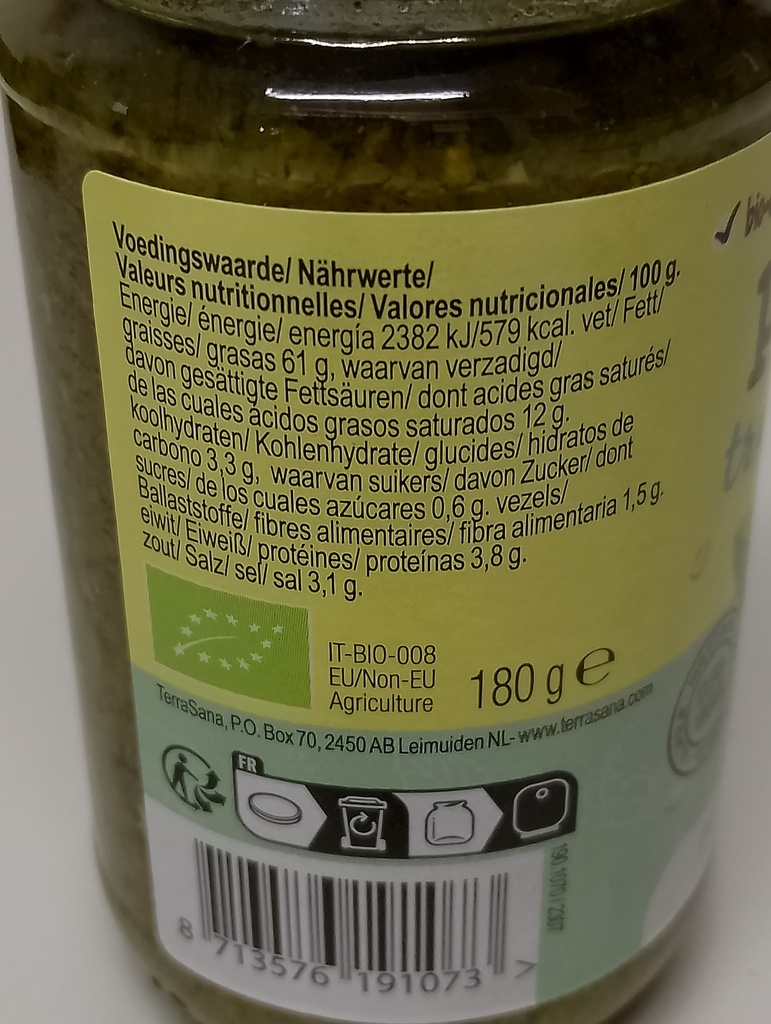 Voedingswaarde/ Nährwerte/
Valeurs nutritionnelles/ Valores nutricionales/ 100 g.
Energie/ énergie/ energía 2382 kJ/579 kcal. vet/ Fett/
graisses/ grasas 61 g, waarvan verzadigd/
davon gesättigte Fettsäuren/ dont acides gras saturés/
de las cuales ácidos grasos saturados 12 g.
koolhydraten/ Kohlenhydrate/ glucides/ hidratos de
carbono 3,3 g, waarvan suikers/ davon Zucker/ dont
sucres/ de los cuales azúcares 0,6 g. vezels/
Ballaststoffe/ fibres alimentaires/ fibra alimentaria 1,5 g.
eiwit/ Eiweiß/ protéines/ proteínas 3,8 g.
zout/ Salz/ sel/ sal 3,1 g.
IT-BIO-008
EU/Non-EU
Agriculture
180 g e
TerraSana, P.O. Box 70, 2450 AB Leimuiden NL- www.terrasana.com
FR
190.1070 / 2307
8 713576 191073 >